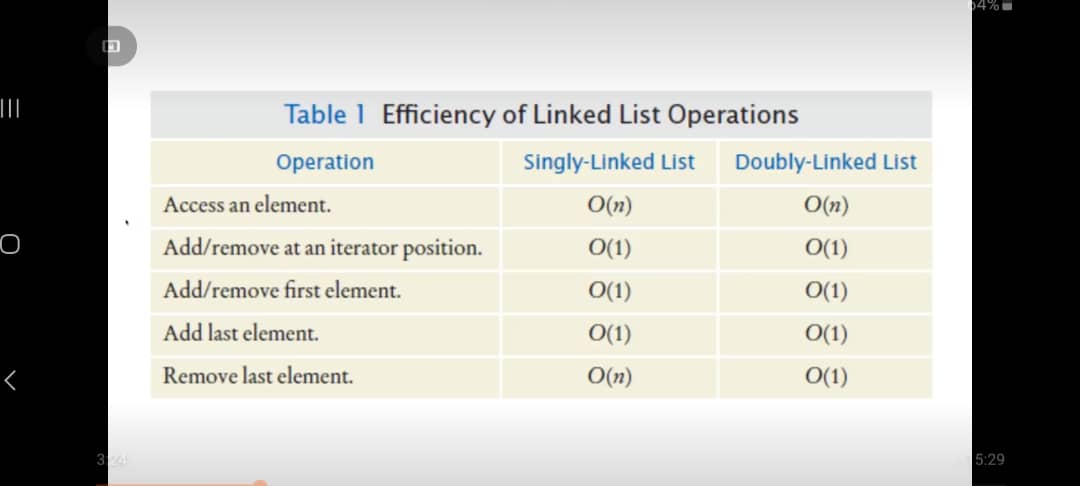 64%
Table 1 Efficiency of Linked List Operations
Operation Singly-Linked List Doubly-Linked List
Access an element. O(n) O(n)
Add/remove at an iterator position. O(1) O(1)
Add/remove first element. O(1) O(1)
Add last element. O(1) O(1)
Remove last element. O(n) O(1)
3:24 5:29